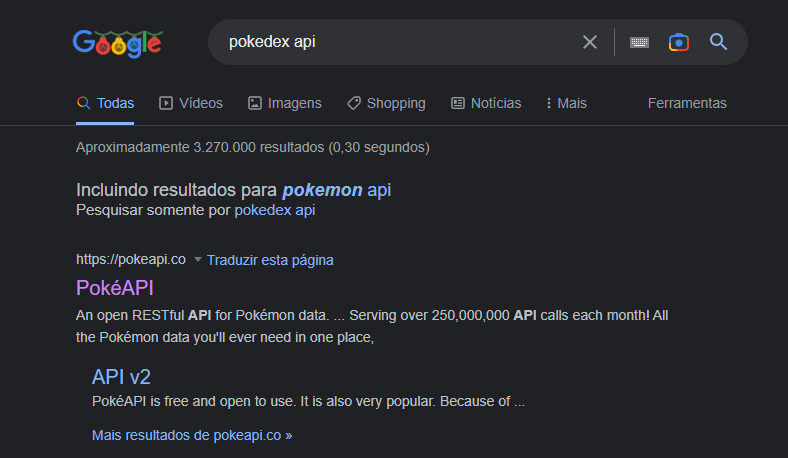 Google
pokedex api
Todas Vídeos Imagens Shopping Notícias Mais Ferramentas
Aproximadamente 3.270.000 resultados (0,30 segundos)
Incluindo resultados para pokemon api
Pesquisar somente por pokedex api
https://pokeapi.co Traduzir esta página
PokéAPI
An open RESTful API for Pokémon data. ... Serving over 250,000,000 API calls each month! All
the Pokémon data you'll ever need in one place,
API v2
PokéAPI is free and open to use. It is also very popular. Because of ...
Mais resultados de pokeapi.co »